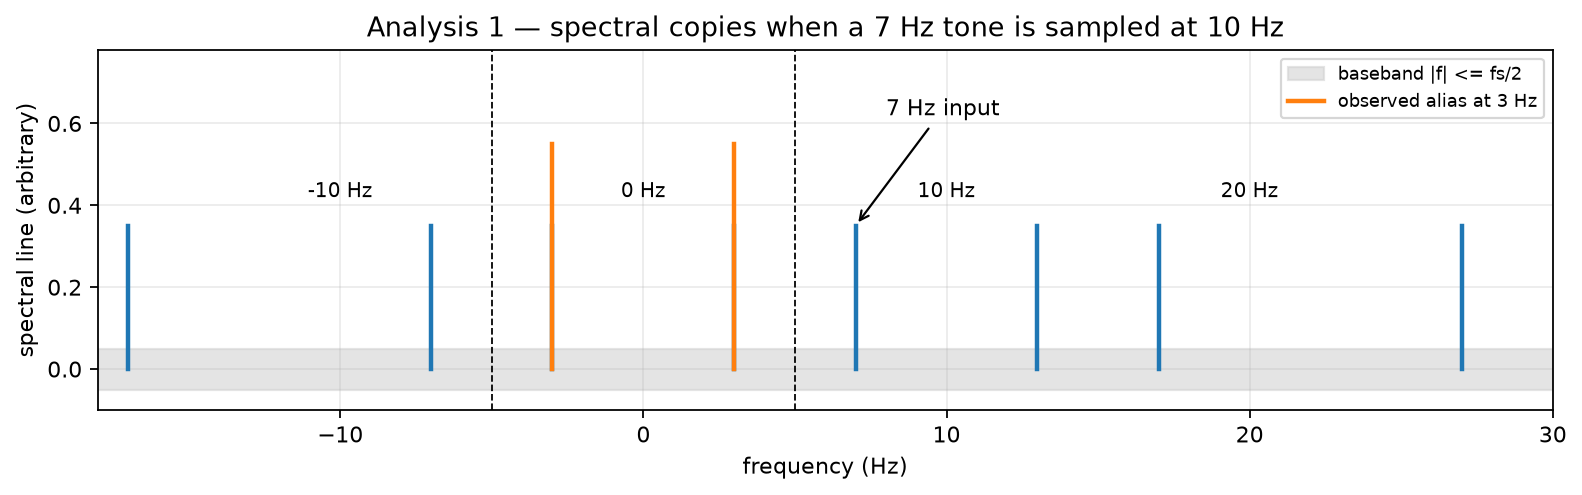 Analysis 1 — spectral copies when a 7 Hz tone is sampled at 10 Hz
baseband |f| <= fs/2
observed alias at 3 Hz
7 Hz input
-10 Hz
0 Hz
10 Hz
20 Hz
spectral line (arbitrary)
0.6
0.4
0.2
0.0
−10
0
10
20
30
frequency (Hz)